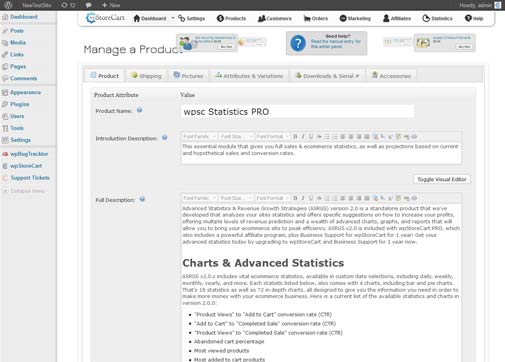 NewTestSite 12 + New
Howdy, admin
Dashboard
Posts
Media
Links
Pages
Comments
Appearance
Plugins
Users
Tools
Settings
wpBugTracktor
wpStoreCart
Support Tickets
Collapse menu
wpStoreCart
Dashboard Settings Products Customers Orders Marketing Affiliates Statistics Help
Manage a Product
Need help?
Read the manual entry for this admin panel.
Product Shipping Pictures Attributes & Variations Downloads & Serial # Accessories
Product Attribute Value
Product Name: wpsc Statistics PRO
Introduction Description:
Font Family Font Size Font Format
This essential module that gives you full sales & ecommerce statistics, as well as projections based on current
and hypothetical sales and conversion rates.
Toggle Visual Editor
Full Description:
Font Family Font Size Font Format
Advanced Statistics & Revenue Growth Strategies (ASRGS) version 2.0 is a standalone product that we've
developed that analyzes your sites statistics and offers specific suggestions on how to increase your profits,
offering multiple levels of revenue prediction and a wealth of advanced charts, graphs, and reports that will
allow you to bring your ecommerce site to peak efficiency. ASRGS v2.0 is included with wpStoreCart PRO, which
also includes a powerful affiliate program, plus Business Support for wpStoreCart for 1 year! Get your
advanced statistics today by upgrading to wpStoreCart and Business Support for 1 year now.
Charts & Advanced Statistics
ASRGS v2.0.x includes vital ecommerce statistics, available in custom date selections, including daily, weekly,
monthly, yearly, and more. Each statistic listed below, also comes with 4 charts, including bar and pie charts.
That's 18 statistics as well as 72 in depth charts, all designed to give you the information you need in order to
make more money with your ecommerce business. Here is a current list of the available statistics and charts in
version 2.0.0:
• "Product Views" to "Add to Cart" conversion rate (CTR)
• "Add to Cart" to "Completed Sale" conversion rate (CTR)
• "Product Views" to "Completed Sale" conversion rate (CTR)
• Abandoned cart percentage
• Most viewed products
• Most added to cart products